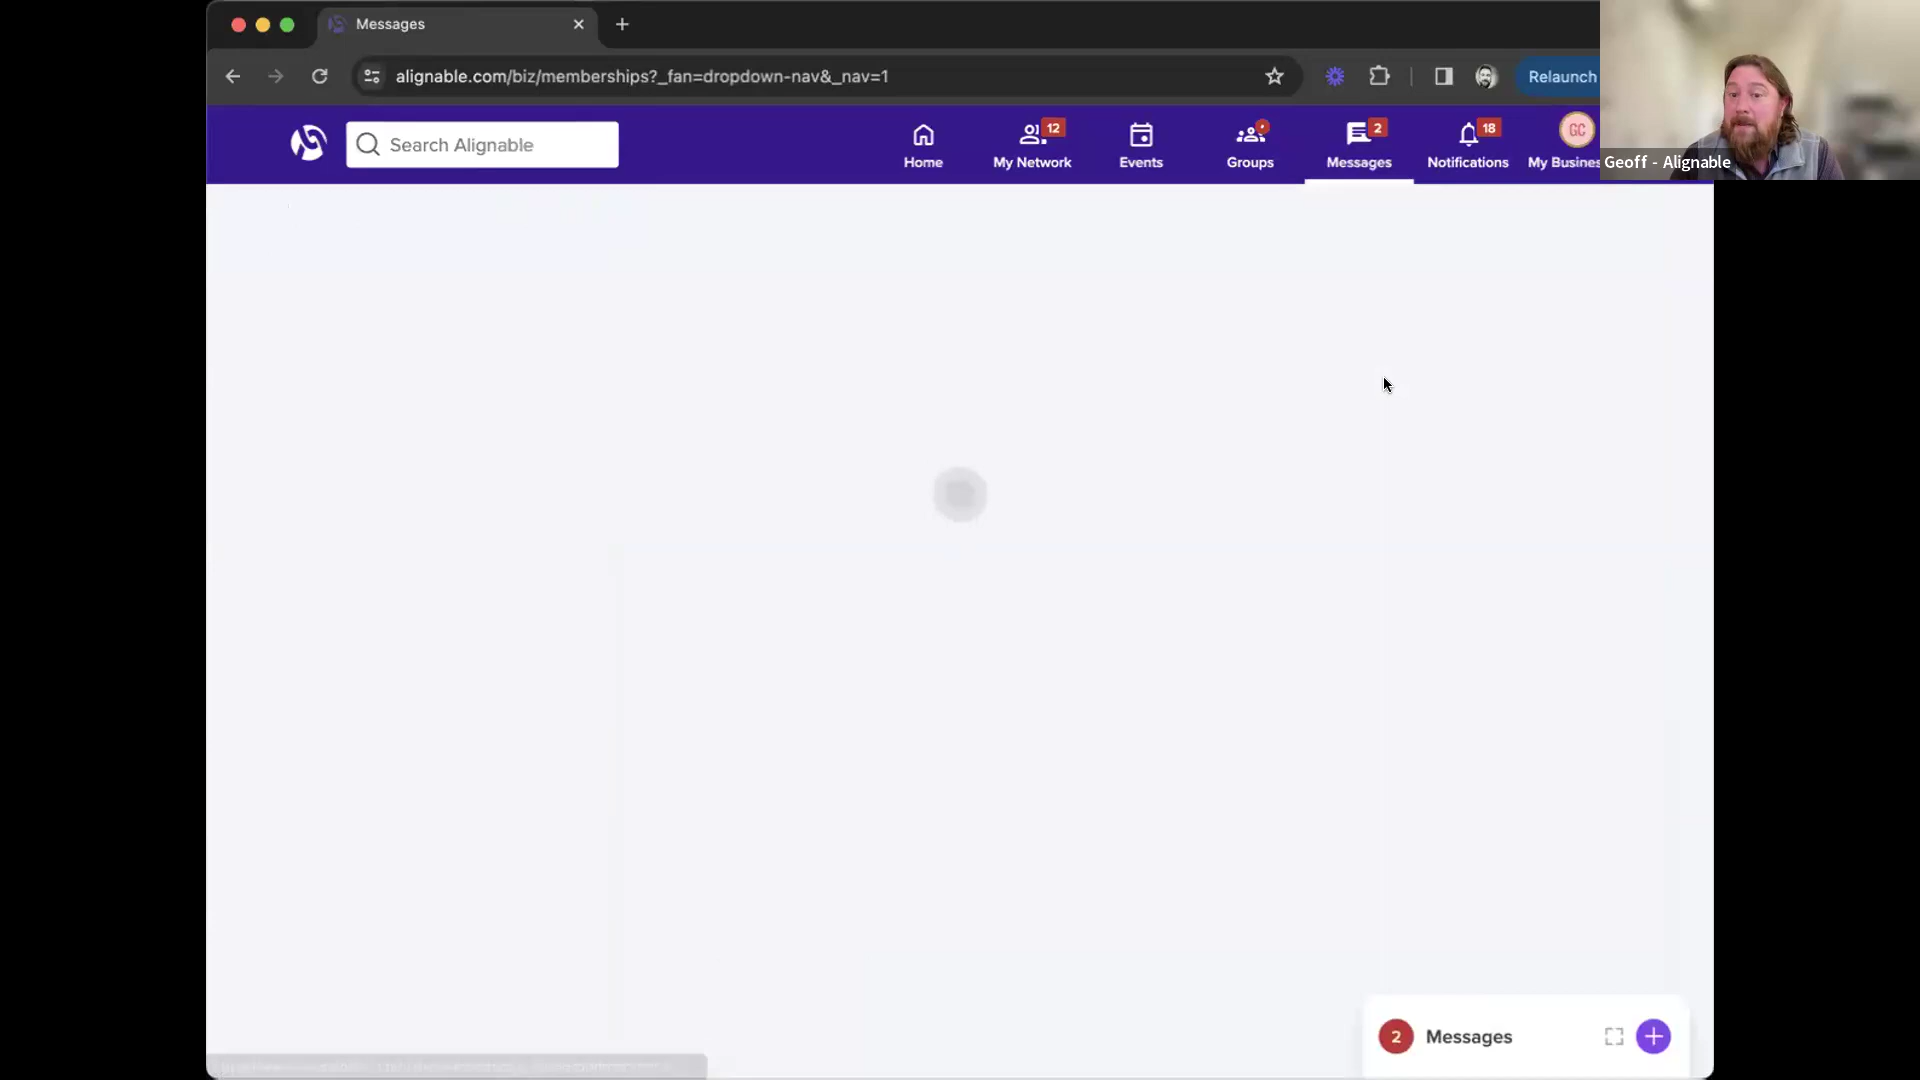 Messages
alignable.com/biz/memberships?_fan=dropdown-nav&_nav=1
Relaunch
Search Alignable
12
2
18
GC
Home
My Network
Events
Groups
Messages
Notifications
My Busines
Geoff - Alignable
2
Messages